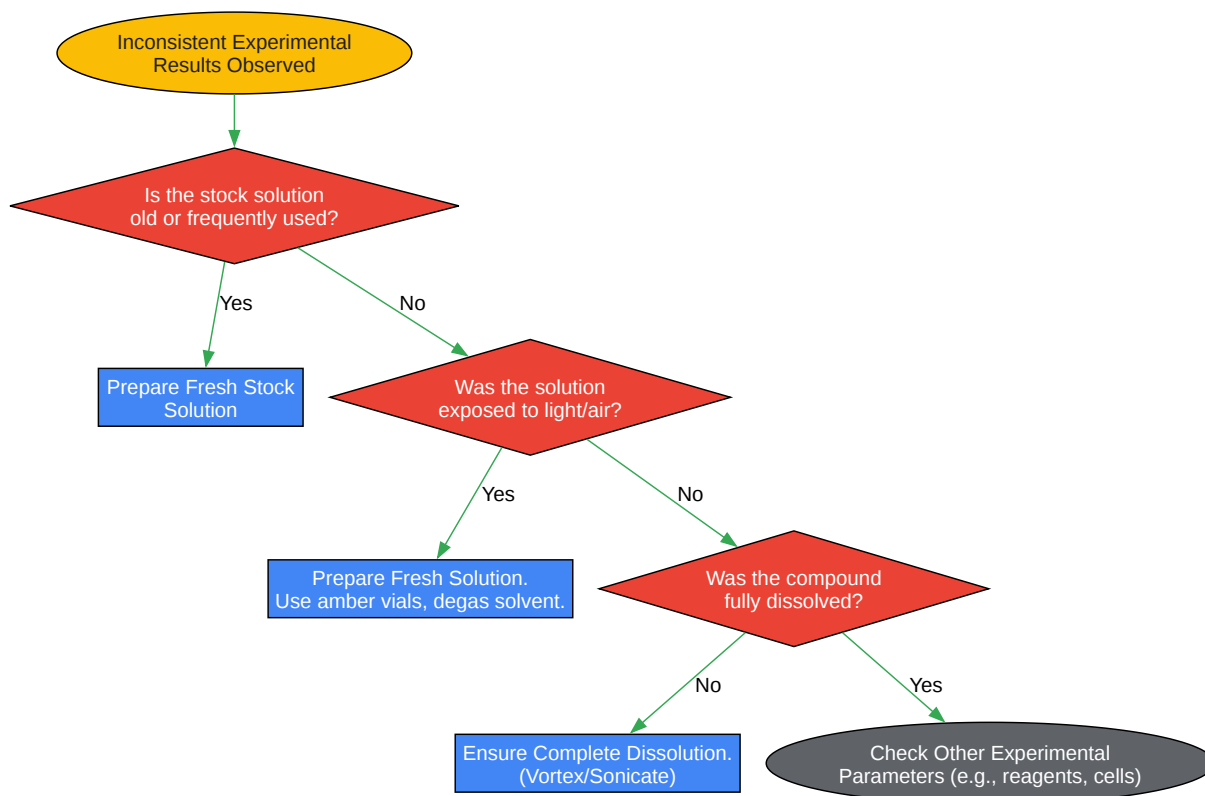 Inconsistent Experimental
Results Observed
Is the stock solution
old or frequently used?
Yes
No
Prepare Fresh Stock
Solution
Was the solution
exposed to light/air?
Yes
No
Prepare Fresh Solution.
Use amber vials, degas solvent.
Was the compound
fully dissolved?
No
Yes
Ensure Complete Dissolution.
(Vortex/Sonicate)
Check Other Experimental
Parameters (e.g., reagents, cells)